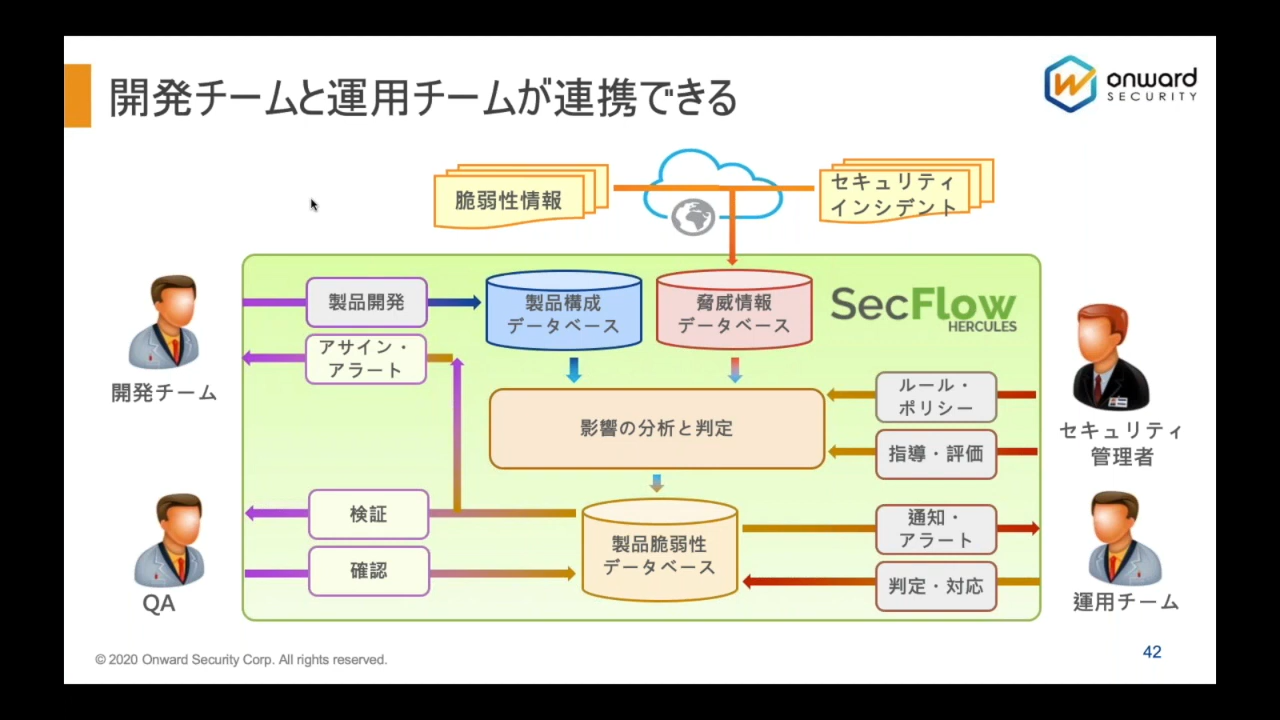 開発チームと運用チームが連携できる
onward
SECURITY
脆弱性情報
セキュリティ
インシデント
製品開発
製品構成
データベース
脅威情報
データベース
SecFlow
HERCULES
アサイン・
アラート
開発チーム
影響の分析と判定
ルール・
ポリシー
指導・評価
セキュリティ
管理者
検証
確認
QA
製品脆弱性
データベース
通知・
アラート
判定・対応
運用チーム
© 2020 Onward Security Corp. All rights reserved.
42